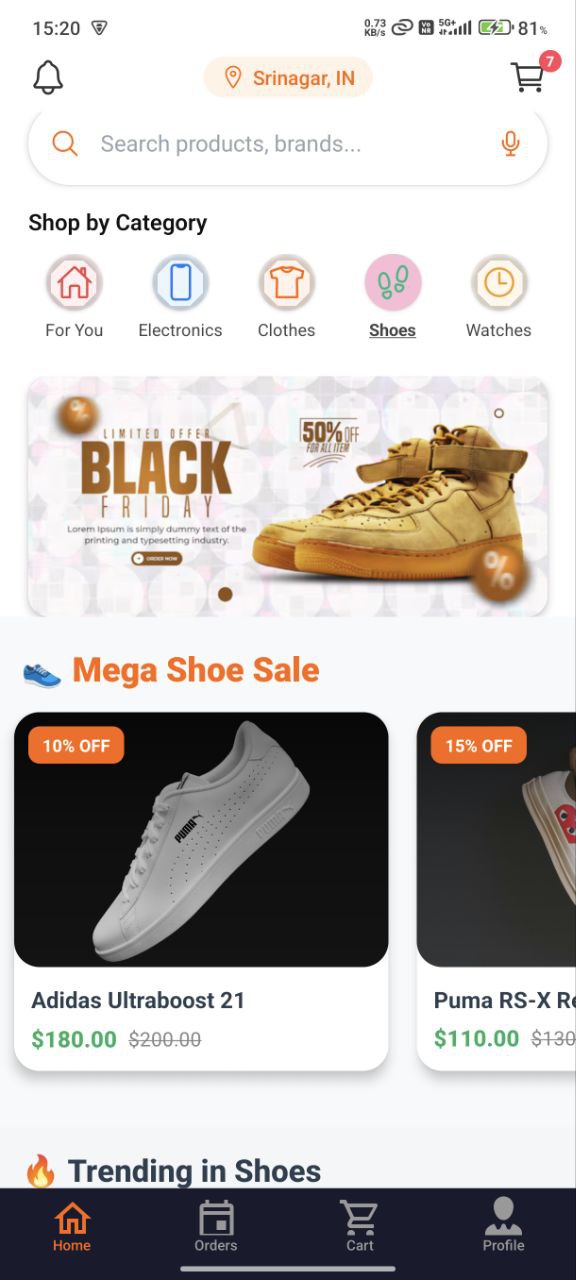 15:20
0.73 KB/s
Vo NR
5G+
81%
7
Srinagar, IN
Search products, brands...
Shop by Category
For You
Electronics
Clothes
Shoes
Watches
%
LIMITED OFFER
BLACK
FRIDAY
Lorem Ipsum is simply dummy text of the
printing and typesetting industry.
ORDER NOW
50% OFF
FOR ALL ITEM
%
Mega Shoe Sale
10% OFF
PUMA
Adidas Ultraboost 21
$180.00 $200.00
15% OFF
Puma RS-X Re
$110.00 $130
Trending in Shoes
Home
Orders
Cart
Profile